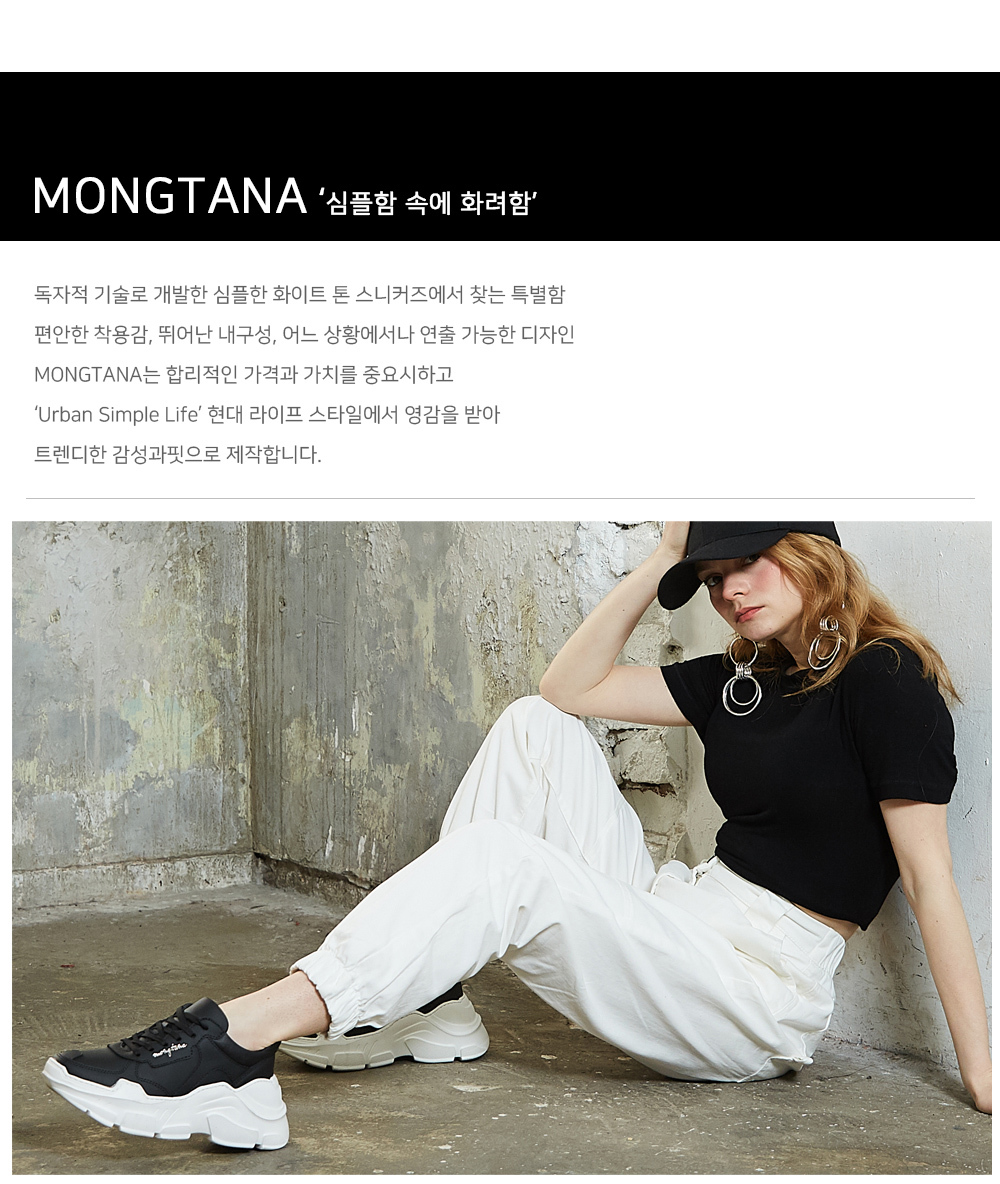 MONGTANA ‘심플함 속에 화려함’
독자적 기술로 개발한 심플한 화이트 톤 스니커즈에서 찾는 특별함
편안한 착용감, 뛰어난 내구성, 어느 상황에서나 연출 가능한 디자인
MONGTANA는 합리적인 가격과 가치를 중요시하고
‘Urban Simple Life’ 현대 라이프 스타일에서 영감을 받아
트렌디한 감성과핏으로 제작합니다.
mongtana